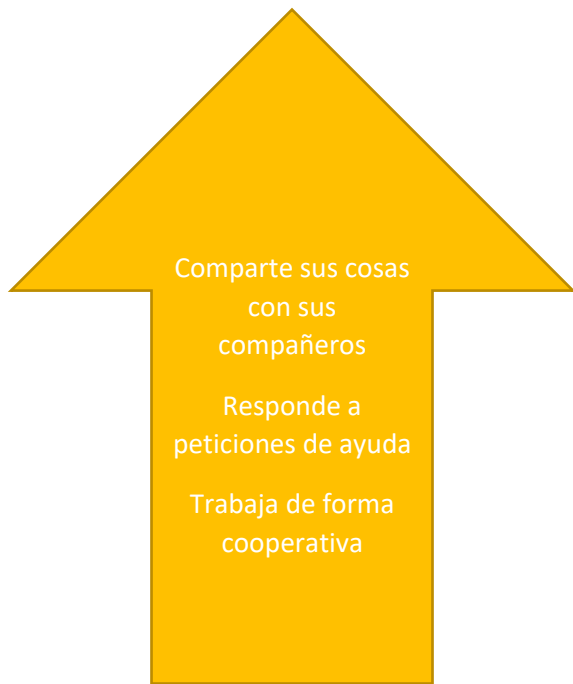 Comparte sus cosas
con sus
compañeros
Responde a
peticiones de ayuda
Trabaja de forma
cooperativa